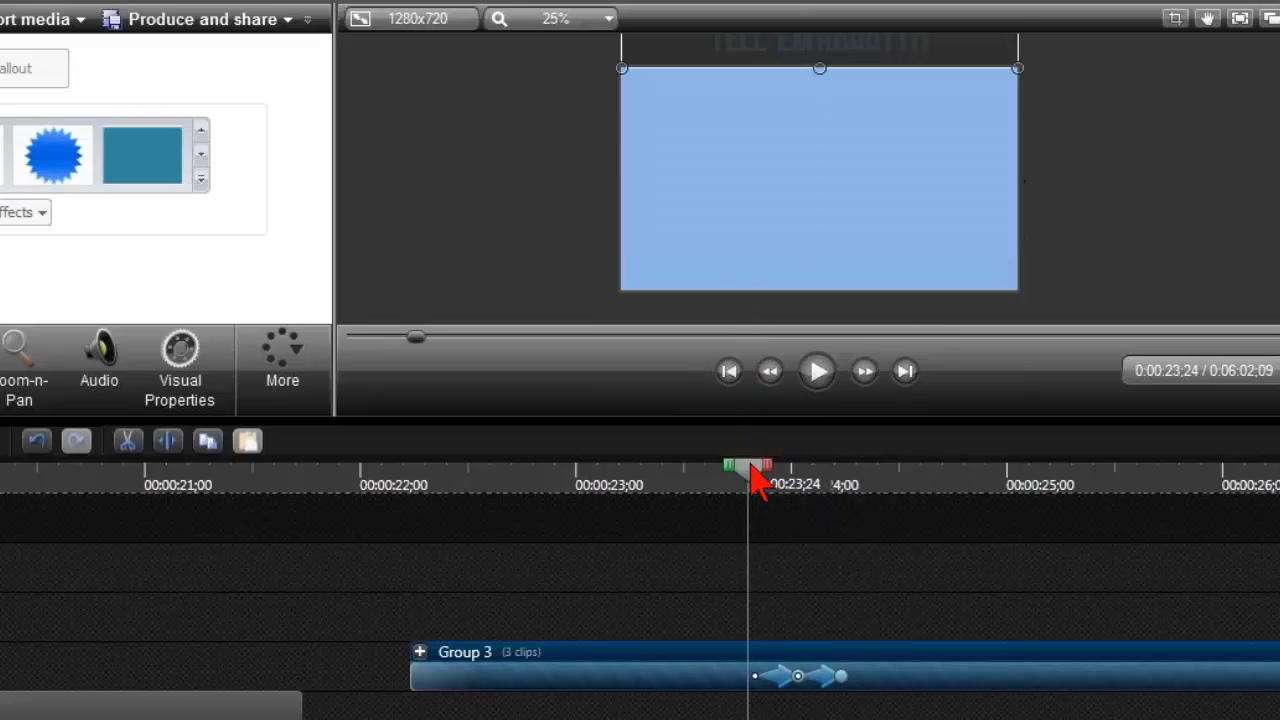 rt media
Produce and share
1280x720
25%
allout
ffects
oom-n-
Pan
Audio
Visual
Properties
More
0:00:23;24 / 0:06:02;09
00:00:21;00
00:00:22;00
00:00:23;00
00:23;24
4;00
00:00:25;00
00:00:26;0
Group 3 (3 clips)